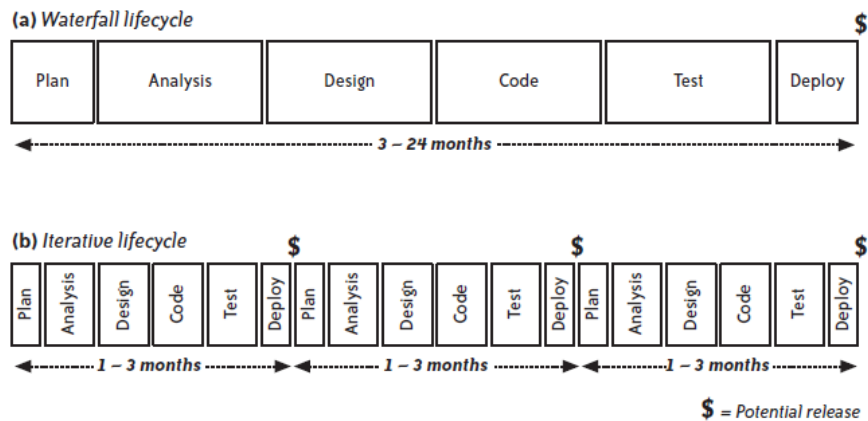 (a) Waterfall lifecycle
$
Plan Analysis Design Code Test Deploy
3 – 24 months
(b) Iterative lifecycle
$ $ $
Plan Analysis Design Code Test Deploy Plan Analysis Design Code Test Deploy Plan Analysis Design Code Test Deploy
1 – 3 months 1 – 3 months 1 – 3 months
$ = Potential release